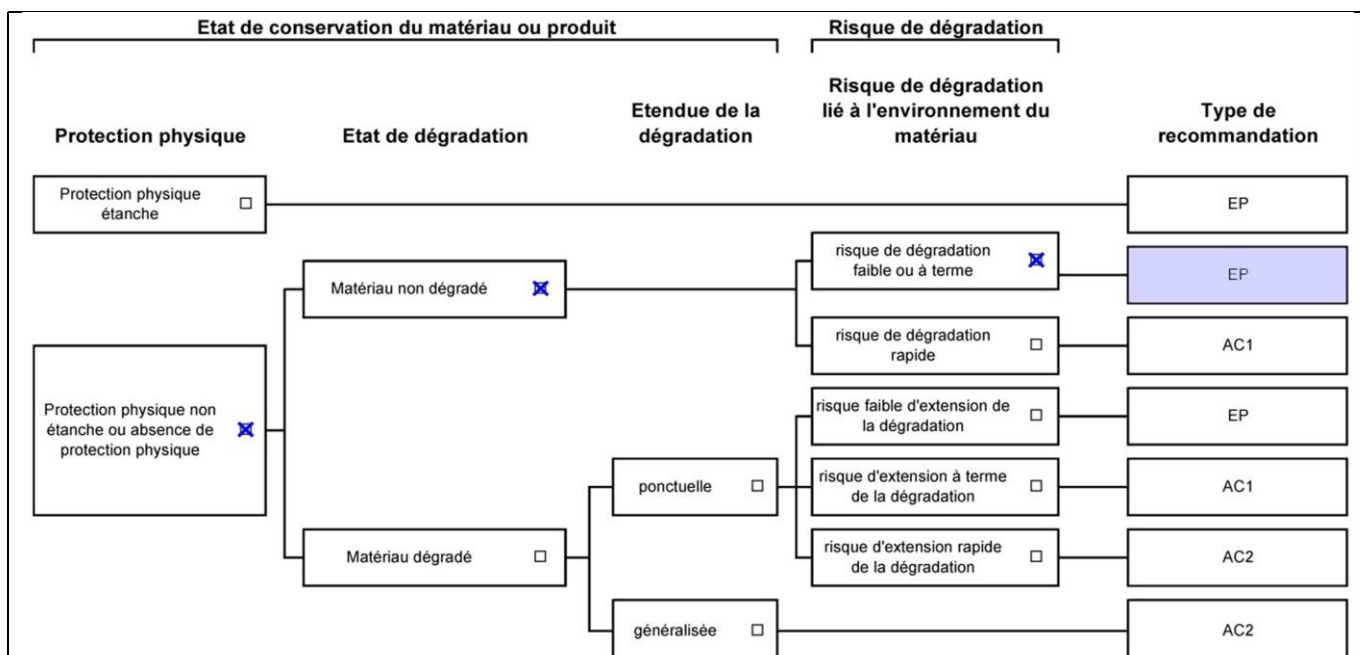 Etat de conservation du matériau ou produit
Risque de dégradation
Protection physique
Etat de dégradation
Etendue de la
dégradation
Risque de dégradation
lié à l'environnement du
matériau
Type de
recommandation
Protection physique
étanche
EP
risque de dégradation
faible ou à terme
EP
Matériau non dégradé
risque de dégradation
rapide
AC1
Protection physique non
étanche ou absence de
protection physique
risque faible d'extension de
la dégradation
EP
ponctuelle
risque d'extension à terme
de la dégradation
AC1
Matériau dégradé
risque d'extension rapide
de la dégradation
AC2
généralisée
AC2